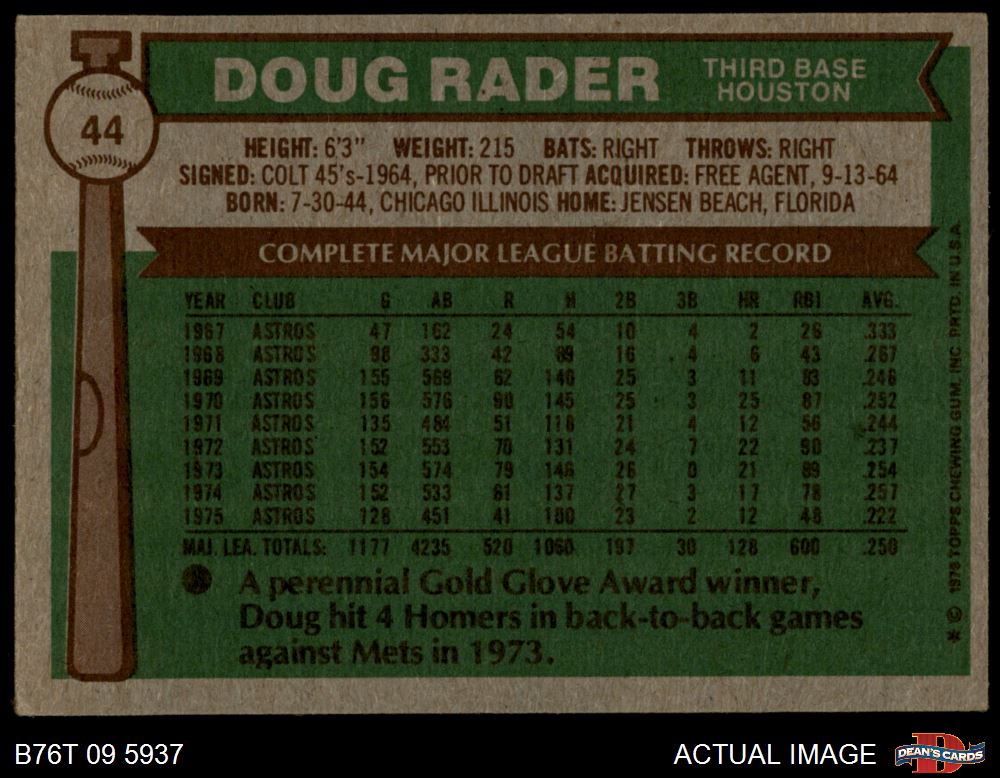 DOUG RADER THIRD BASE
HOUSTON
44
HEIGHT: 6'3" WEIGHT: 215 BATS: RIGHT THROWS: RIGHT
SIGNED: COLT 45's-1964, PRIOR TO DRAFT ACQUIRED: FREE AGENT, 9-13-64
BORN: 7-30-44, CHICAGO ILLINOIS HOME: JENSEN BEACH, FLORIDA
COMPLETE MAJOR LEAGUE BATTING RECORD
YEAR CLUB G AB R H 2B 3B HR RBI AVG.
1967 ASTROS 47 162 24 54 10 4 2 26 .333
1968 ASTROS 98 333 42 89 16 4 6 43 .267
1969 ASTROS 155 569 62 140 25 3 11 83 .246
1970 ASTROS 156 576 90 145 25 3 25 87 .252
1971 ASTROS 135 484 51 118 21 4 12 56 .244
1972 ASTROS 152 553 70 131 24 7 22 90 .237
1973 ASTROS 154 574 79 146 26 0 21 89 .254
1974 ASTROS 152 533 61 137 27 3 17 78 .257
1975 ASTROS 128 451 41 100 23 2 12 48 .222
MAJ. LEA. TOTALS: 1177 4235 520 1060 197 30 128 600 .250
A perennial Gold Glove Award winner,
Doug hit 4 Homers in back-to-back games
against Mets in 1973.
* © 1976 TOPPS CHEWING GUM, INC. PRTD. IN U.S.A.
B76T 09 5937 ACTUAL IMAGE
D
DEAN'S CARDS